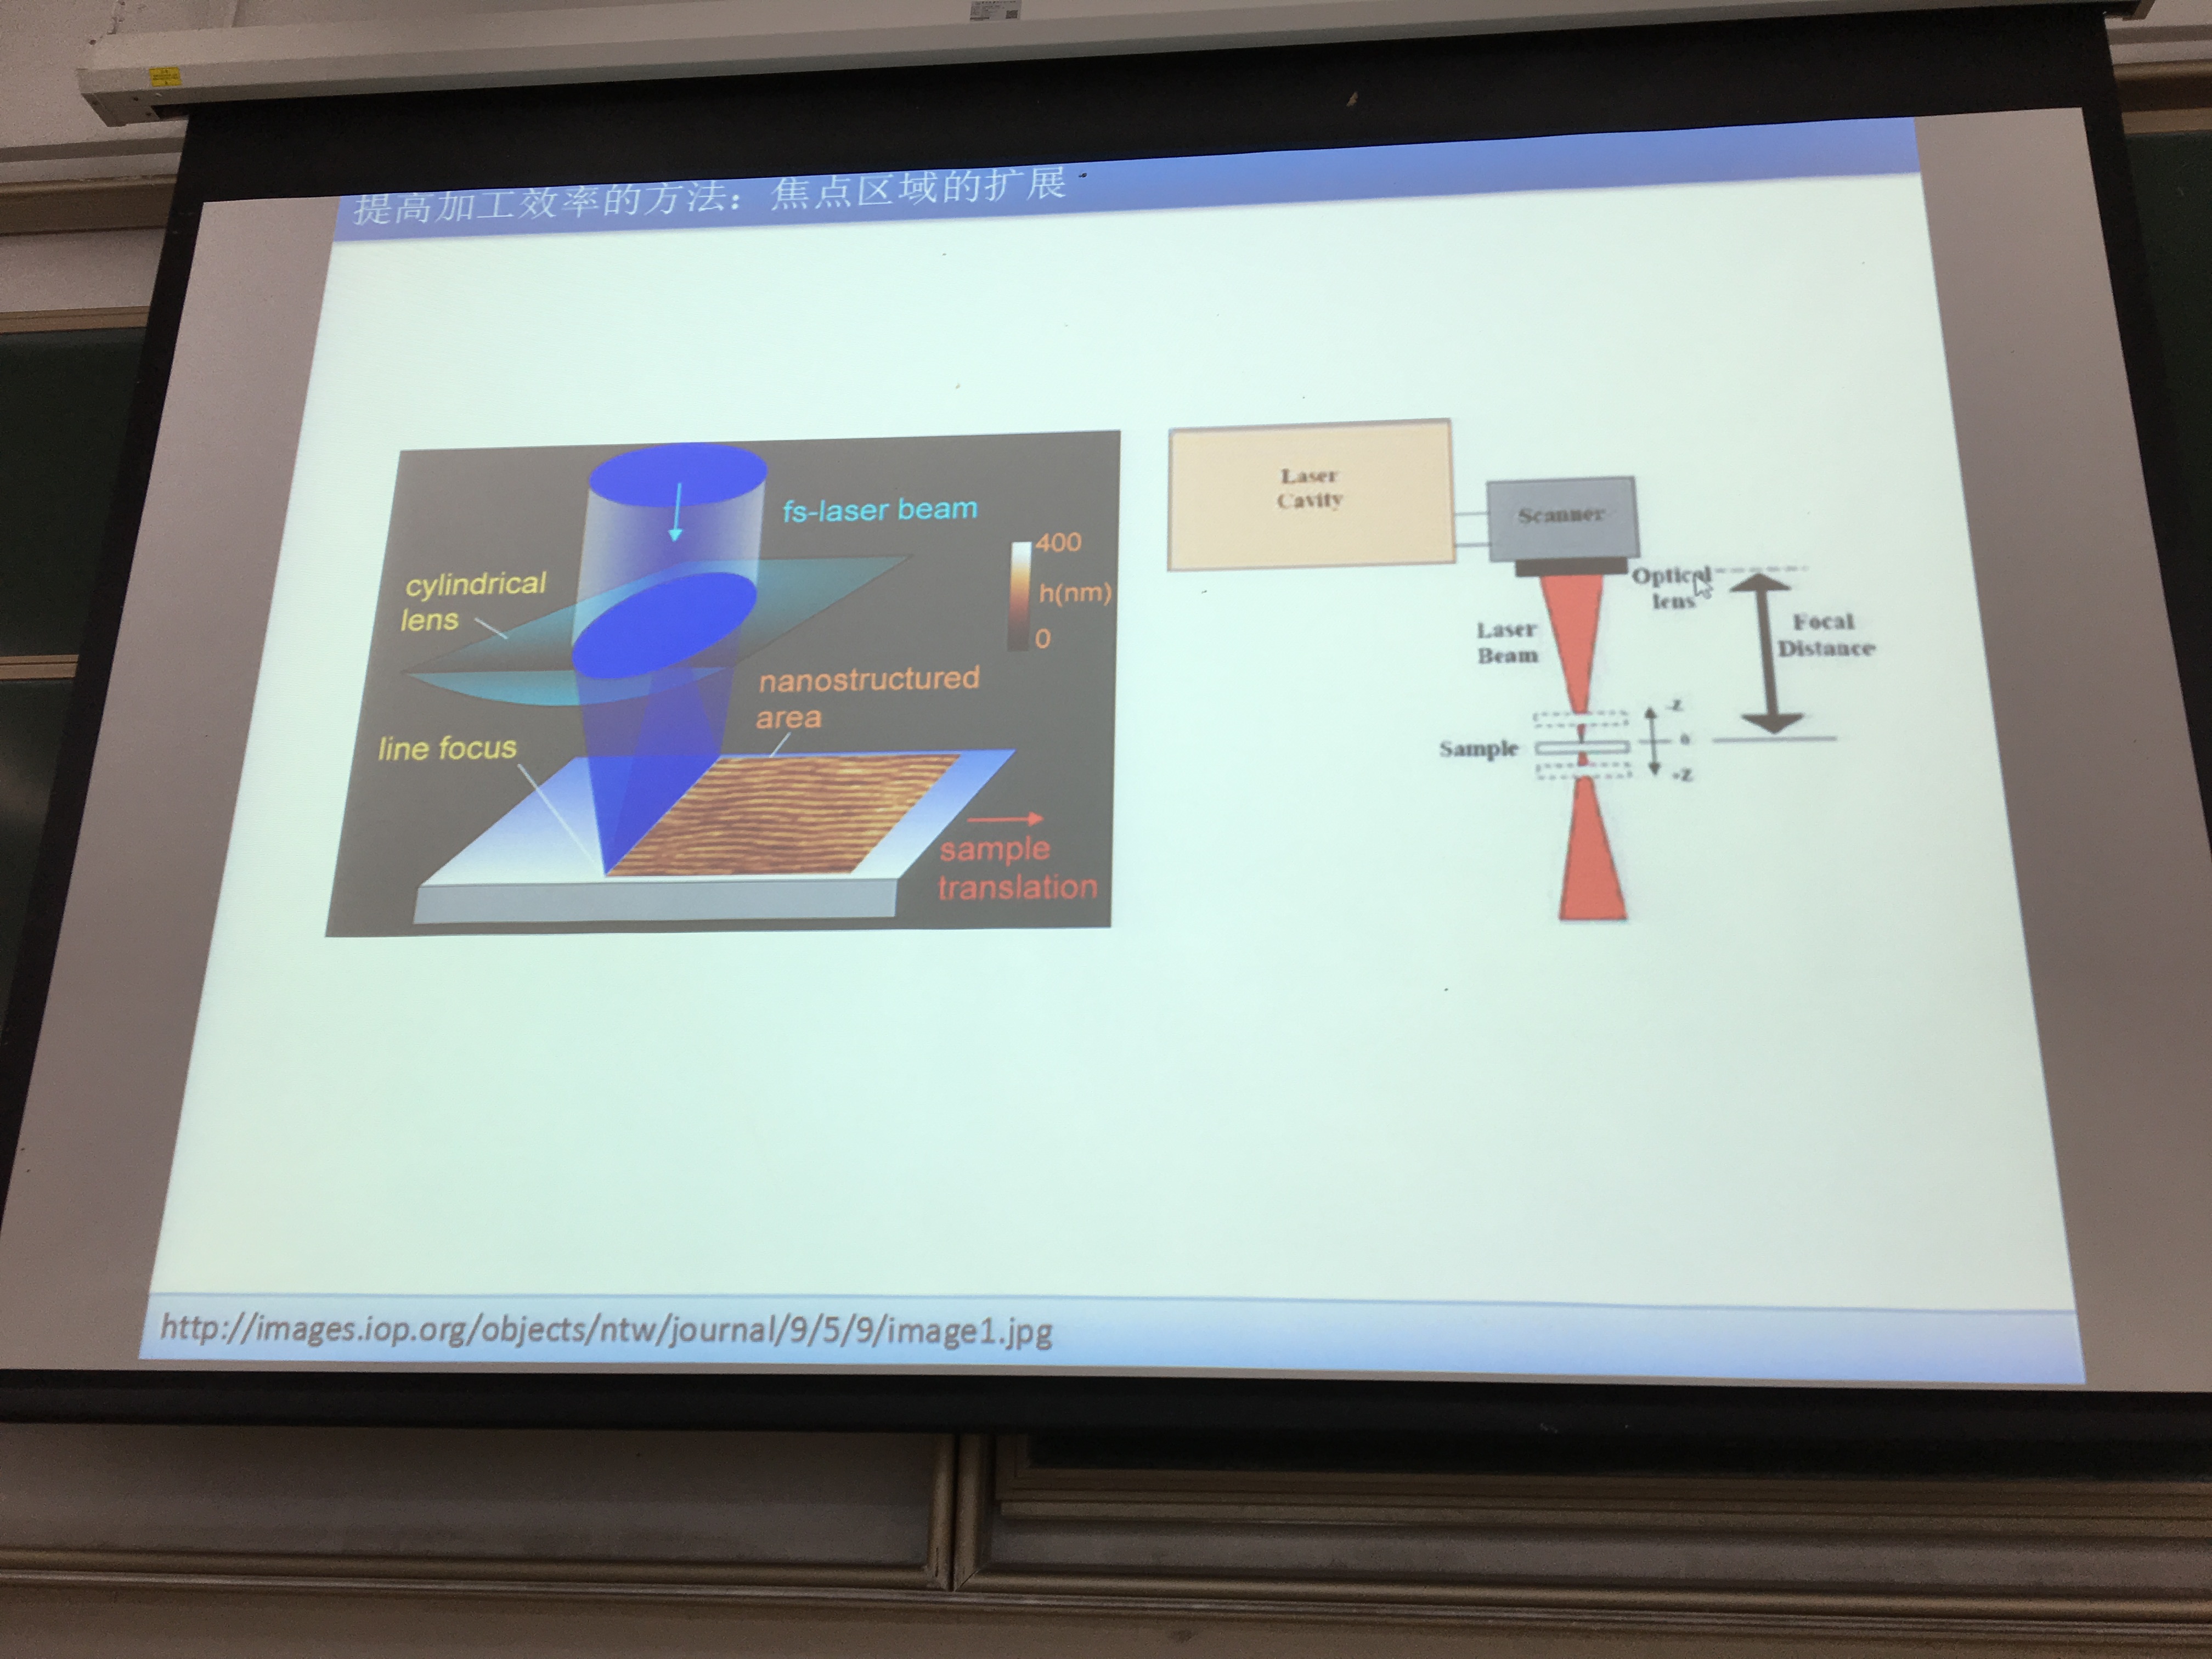 提高加工效率的方法：焦点区域的扩展
fs-laser beam
cylindrical
lens
400
h(nm)
0
nanostructured
area
line focus
sample
translation
Laser
Cavity
Scanner
Optical
lens
Laser
Beam
Focal
Distance
-Z
0
+Z
Sample
http://images.iop.org/objects/ntw/journal/9/5/9/image1.jpg